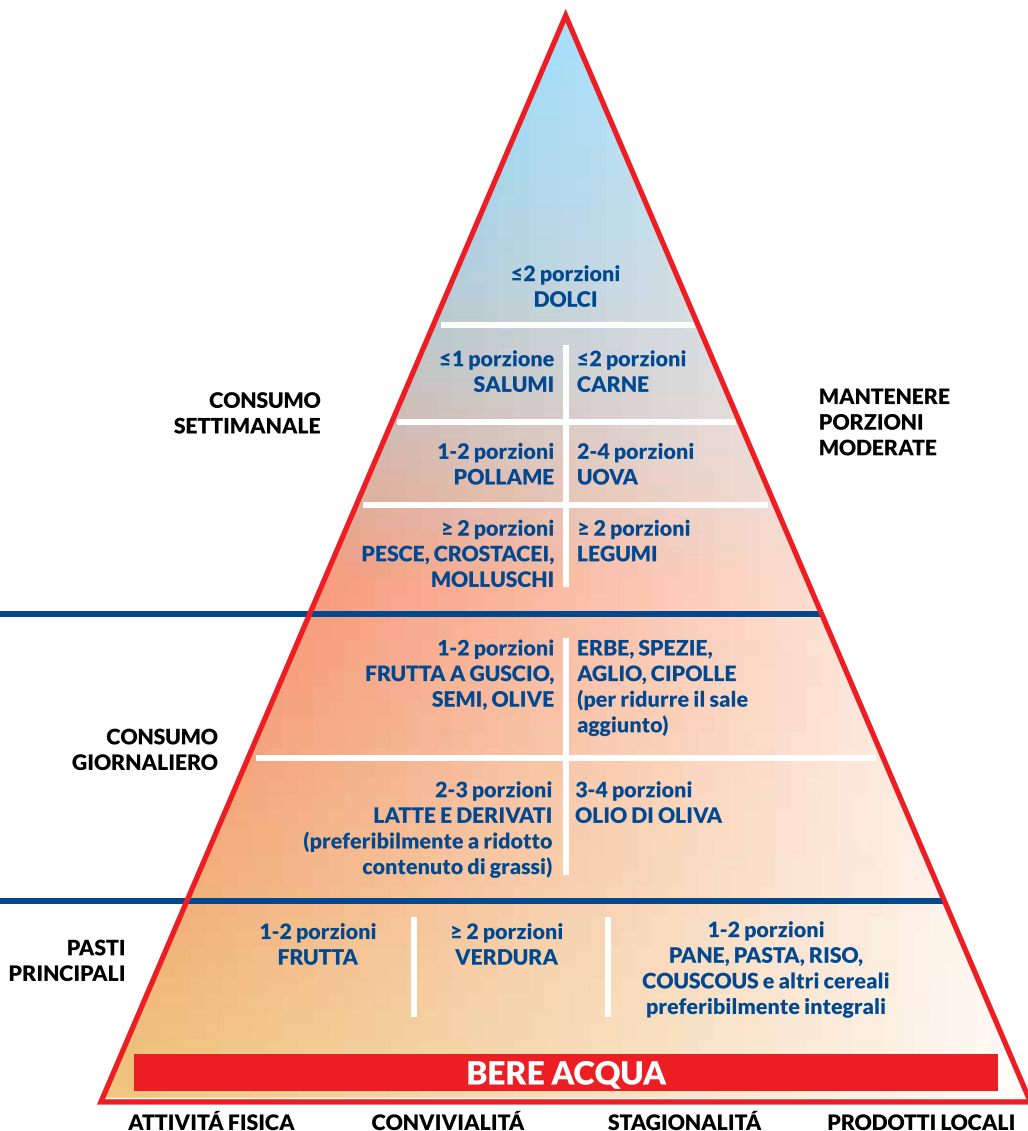 ≤2 porzioni
DOLCI
≤1 porzione
SALUMI
≤2 porzioni
CARNE
CONSUMO
SETTIMANALE
MANTENERE
PORZIONI
MODERATE
1-2 porzioni
POLLAME
2-4 porzioni
UOVA
≥ 2 porzioni
PESCE, CROSTACEI,
MOLLUSCHI
≥ 2 porzioni
LEGUMI
1-2 porzioni
FRUTTA A GUSCIO,
SEMI, OLIVE
ERBE, SPEZIE,
AGLIO, CIPOLLE
(per ridurre il sale
aggiunto)
CONSUMO
GIORNALIERO
2-3 porzioni
LATTE E DERIVATI
(preferibilmente a ridotto
contenuto di grassi)
3-4 porzioni
OLIO DI OLIVA
PASTI
PRINCIPALI
1-2 porzioni
FRUTTA
≥ 2 porzioni
VERDURA
1-2 porzioni
PANE, PASTA, RISO,
COUSCOUS e altri cereali
preferibilmente integrali
BERE ACQUA
ATTIVITÁ FISICA
CONVIVIALITÁ
STAGIONALITÁ
PRODOTTI LOCALI